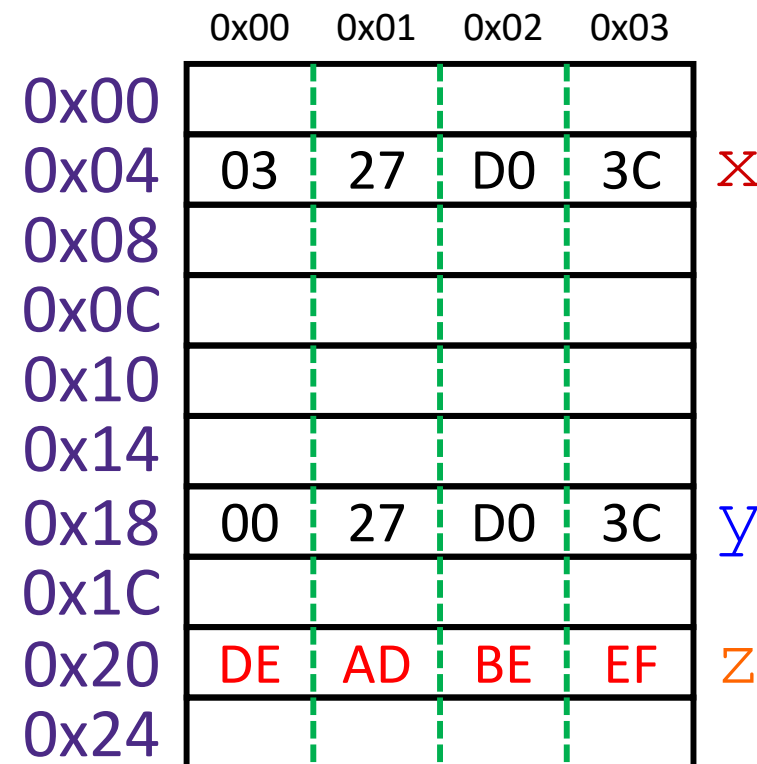 0x00 0x01 0x02 0x03
0x00
0x04 03 27 D0 3C x
0x08
0x0C
0x10
0x14
0x18 00 27 D0 3C y
0x1C
0x20 DE AD BE EF z
0x24